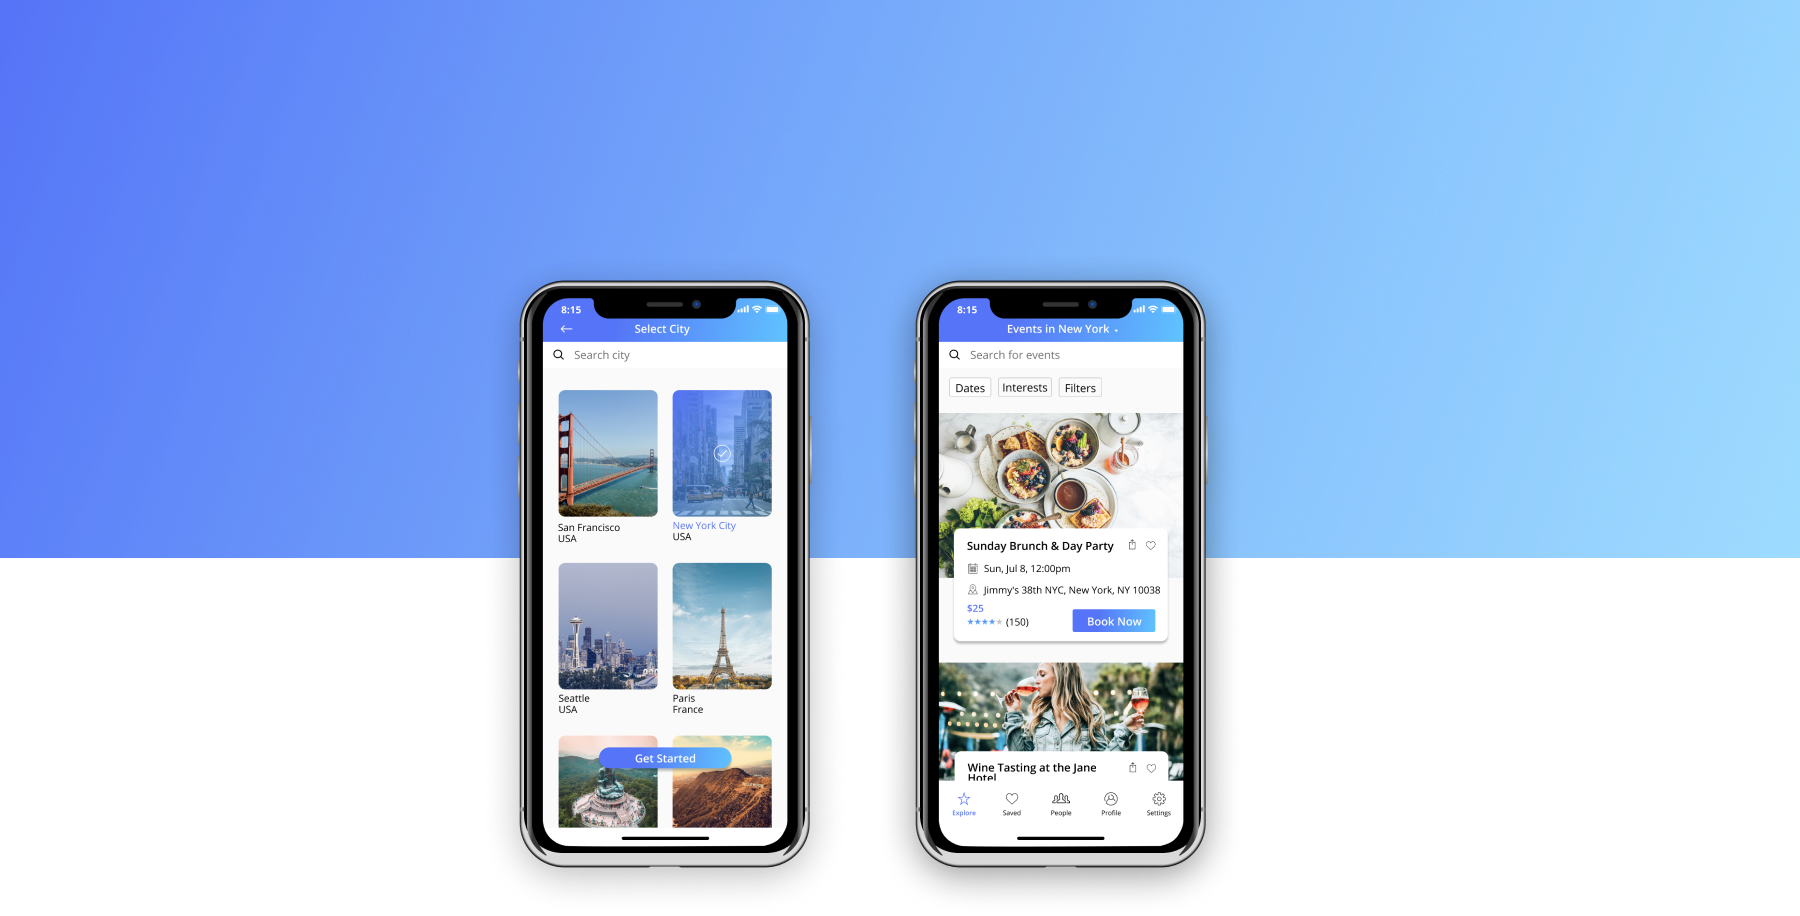 8:15
Select City
Search city
San Francisco
USA
New York City
USA
Seattle
USA
Paris
France
Get Started
8:15
Events in New York
Search for events
Dates
Interests
Filters
Sunday Brunch & Day Party
Sun, Jul 8, 12:00pm
Jimmy's 38th NYC, New York, NY 10038
$25
(150)
Book Now
Wine Tasting at the Jane
Hotel
Explore
Saved
People
Profile
Settings